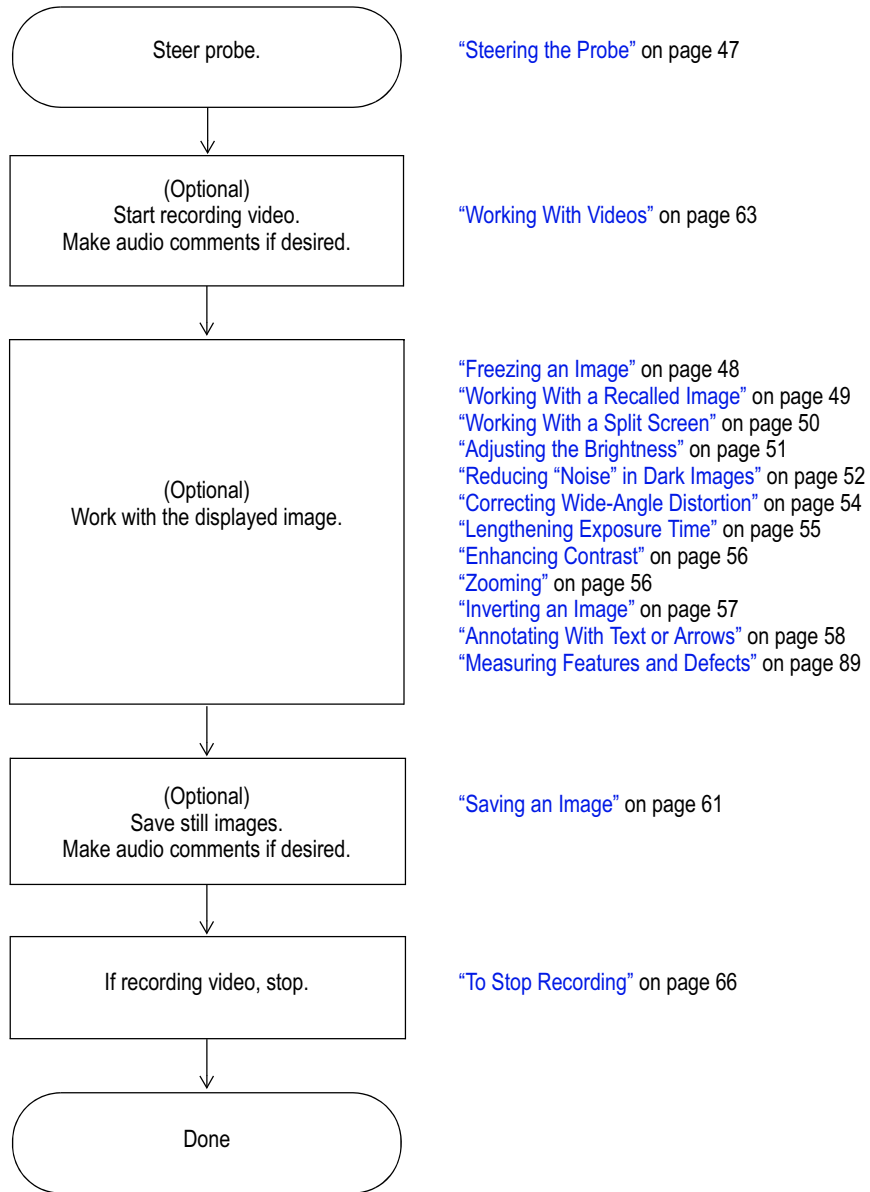 Steer probe.
“Steering the Probe” on page 47
(Optional)
Start recording video.
Make audio comments if desired.
“Working With Videos” on page 63
(Optional)
Work with the displayed image.
“Freezing an Image” on page 48
“Working With a Recalled Image” on page 49
“Working With a Split Screen” on page 50
“Adjusting the Brightness” on page 51
“Reducing “Noise” in Dark Images” on page 52
“Correcting Wide-Angle Distortion” on page 54
“Lengthening Exposure Time” on page 55
“Enhancing Contrast” on page 56
“Zooming” on page 56
“Inverting an Image” on page 57
“Annotating With Text or Arrows” on page 58
“Measuring Features and Defects” on page 89
(Optional)
Save still images.
Make audio comments if desired.
“Saving an Image” on page 61
If recording video, stop.
“To Stop Recording” on page 66
Done